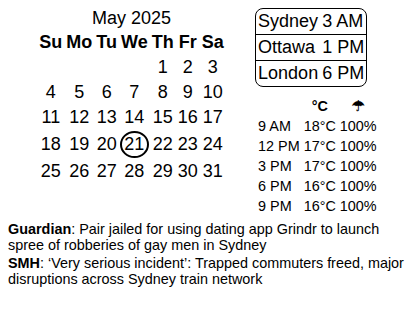 May 2025
Su Mo Tu We Th Fr Sa
1 2 3
4 5 6 7 8 9 10
11 12 13 14 15 16 17
18 19 20 21 22 23 24
25 26 27 28 29 30 31
Sydney 3 AM
Ottawa 1 PM
London 6 PM
°C ☂
9 AM 18°C 100%
12 PM 17°C 100%
3 PM 17°C 100%
6 PM 16°C 100%
9 PM 16°C 100%
Guardian: Pair jailed for using dating app Grindr to launch
spree of robberies of gay men in Sydney
SMH: ‘Very serious incident’: Trapped commuters freed, major
disruptions across Sydney train network